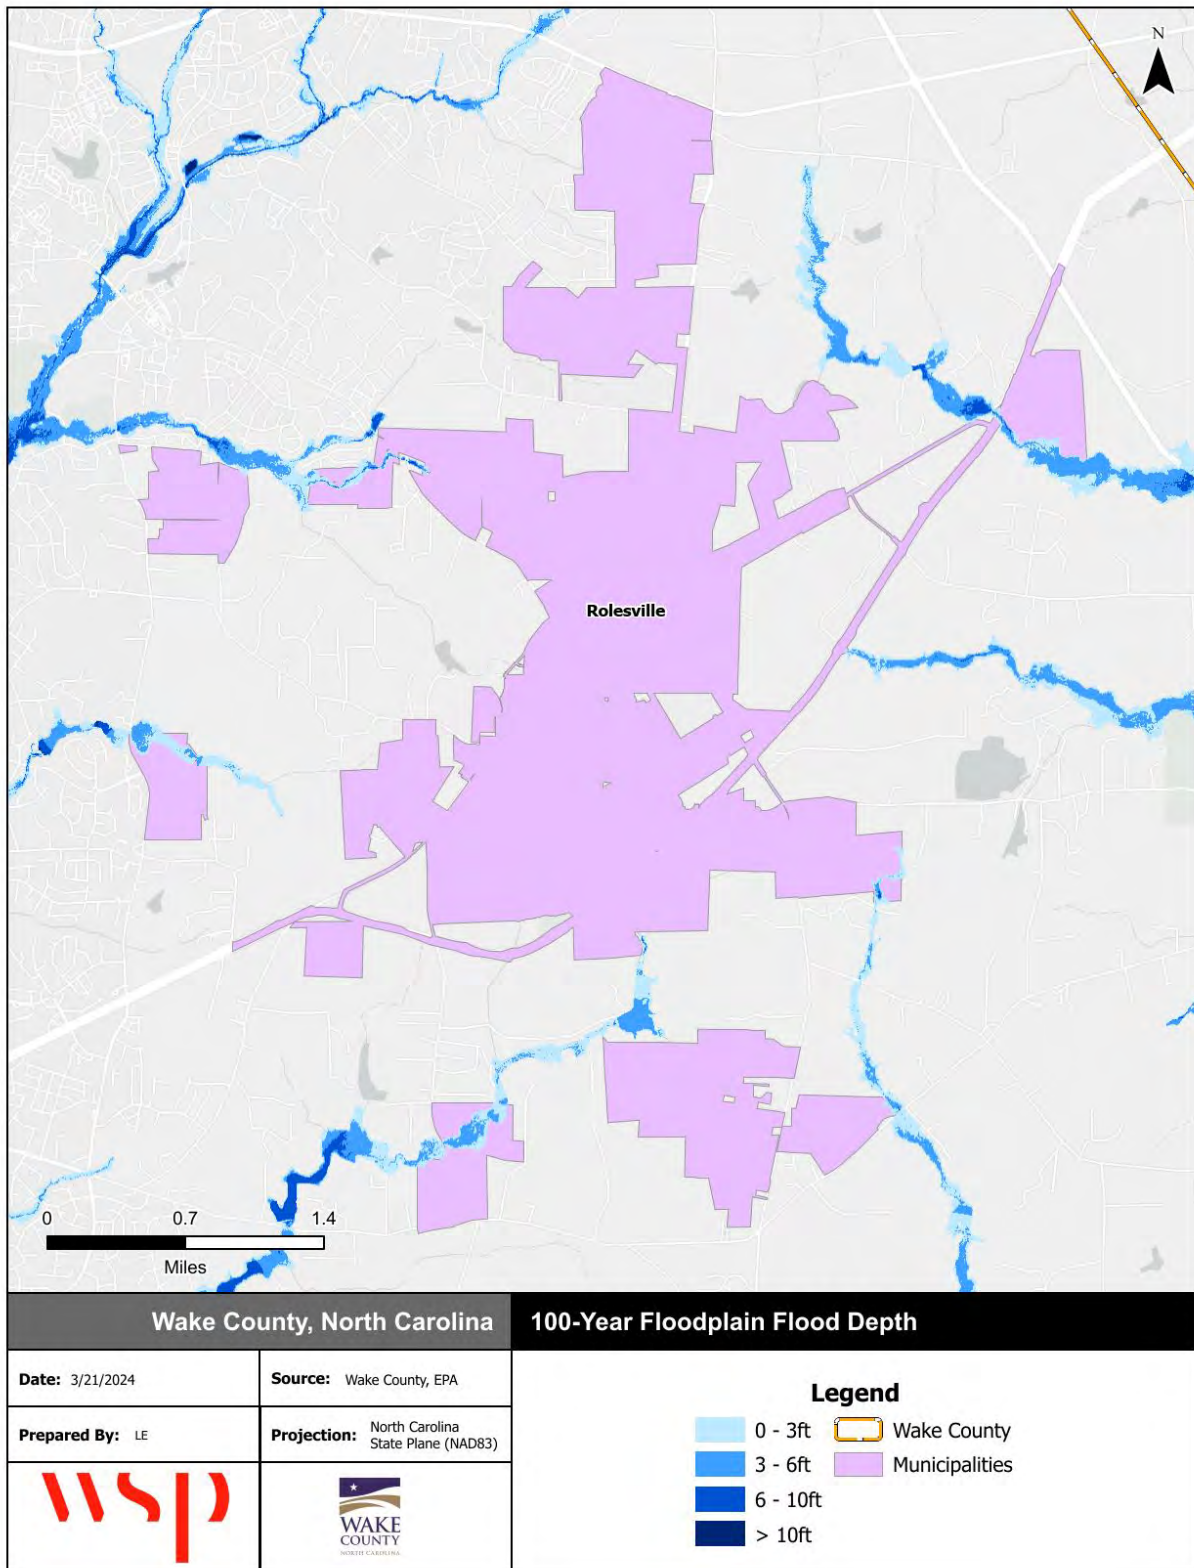 N
Rolesville
0 0.7 1.4
Miles
Wake County, North Carolina
100-Year Floodplain Flood Depth
Date: 3/21/2024
Source: Wake County, EPA
Prepared By: LE
Projection: North Carolina
State Plane (NAD83)
wsp
WAKE
COUNTY
NORTH CAROLINA
Legend
0 - 3ft
Wake County
3 - 6ft
Municipalities
6 - 10ft
> 10ft